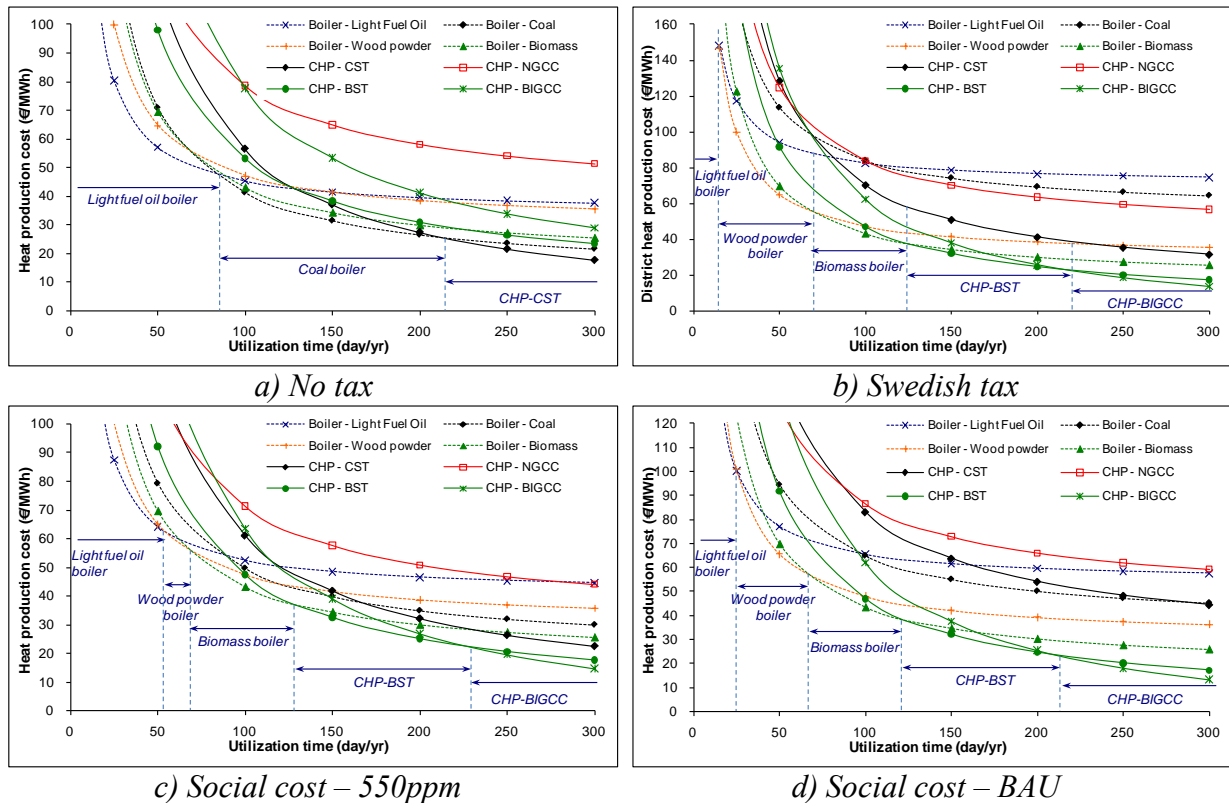 Boiler - Light Fuel Oil
Boiler - Coal
Boiler - Wood powder
Boiler - Biomass
CHP - CST
CHP - NGCC
CHP - BST
CHP - BIGCC
Heat production cost (€/MWh)
100
90
80
70
60
50
40
30
20
10
0
Light fuel oil boiler
Coal boiler
CHP-CST
0 50 100 150 200 250 300
Utilization time (day/yr)
a) No tax
Boiler - Light Fuel Oil
Boiler - Coal
Boiler - Wood powder
Boiler - Biomass
CHP - CST
CHP - NGCC
CHP - BST
CHP - BIGCC
District heat production cost (€/MWh)
160
140
120
100
80
60
40
20
0
Light fuel oil
boiler
Wood powder
boiler
Biomass boiler
CHP-BST
CHP-BIGCC
0 50 100 150 200 250 300
Utilization time (day/yr)
b) Swedish tax
Boiler - Light Fuel Oil
Boiler - Coal
Boiler - Wood powder
Boiler - Biomass
CHP - CST
CHP - NGCC
CHP - BST
CHP - BIGCC
Heat production cost (€/MWh)
100
90
80
70
60
50
40
30
20
10
0
Light fuel oil
boiler
Wood powder
boiler
Biomass boiler
CHP-BST
CHP-BIGCC
0 50 100 150 200 250 300
Utilization time (day/yr)
c) Social cost – 550ppm
Boiler - Light Fuel Oil
Boiler - Coal
Boiler - Wood powder
Boiler - Biomass
CHP - CST
CHP - NGCC
CHP - BST
CHP - BIGCC
Heat production cost (€/MWh)
120
110
100
90
80
70
60
50
40
30
20
10
0
Light fuel oil
boiler
Wood powder
boiler
Biomass boiler
CHP-BST
CHP-BIGCC
0 50 100 150 200 250 300
Utilization time (day/yr)
d) Social cost – BAU